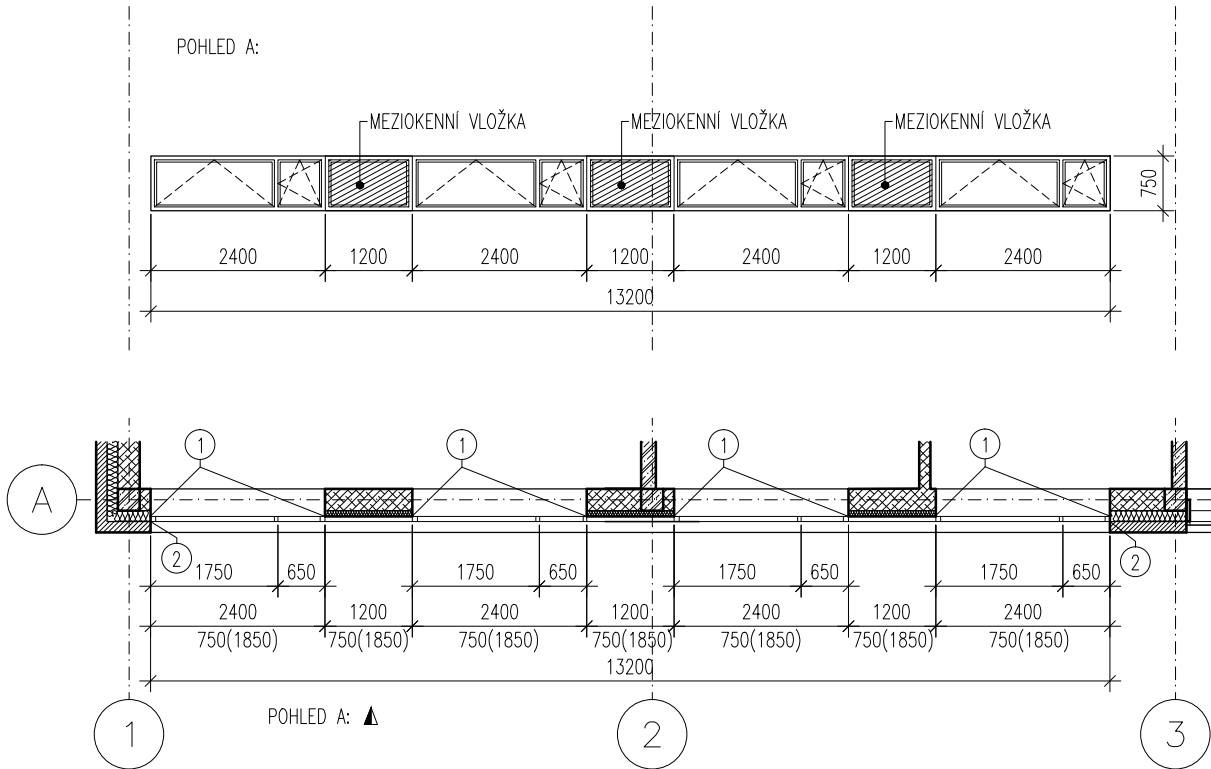 POHLED A:
MEZIOKENNÍ VLOŽKA MEZIOKENNÍ VLOŽKA MEZIOKENNÍ VLOŽKA
750
2400 1200 2400 1200 2400 1200 2400
13200
1 1 1 1
A
2 2
1750 650 1750 650 1750 650 1750 650
2400 1200 2400 1200 2400 1200 2400
750(1850) 750(1850) 750(1850) 750(1850) 750(1850) 750(1850) 750(1850)
13200
POHLED A:
1 2 3